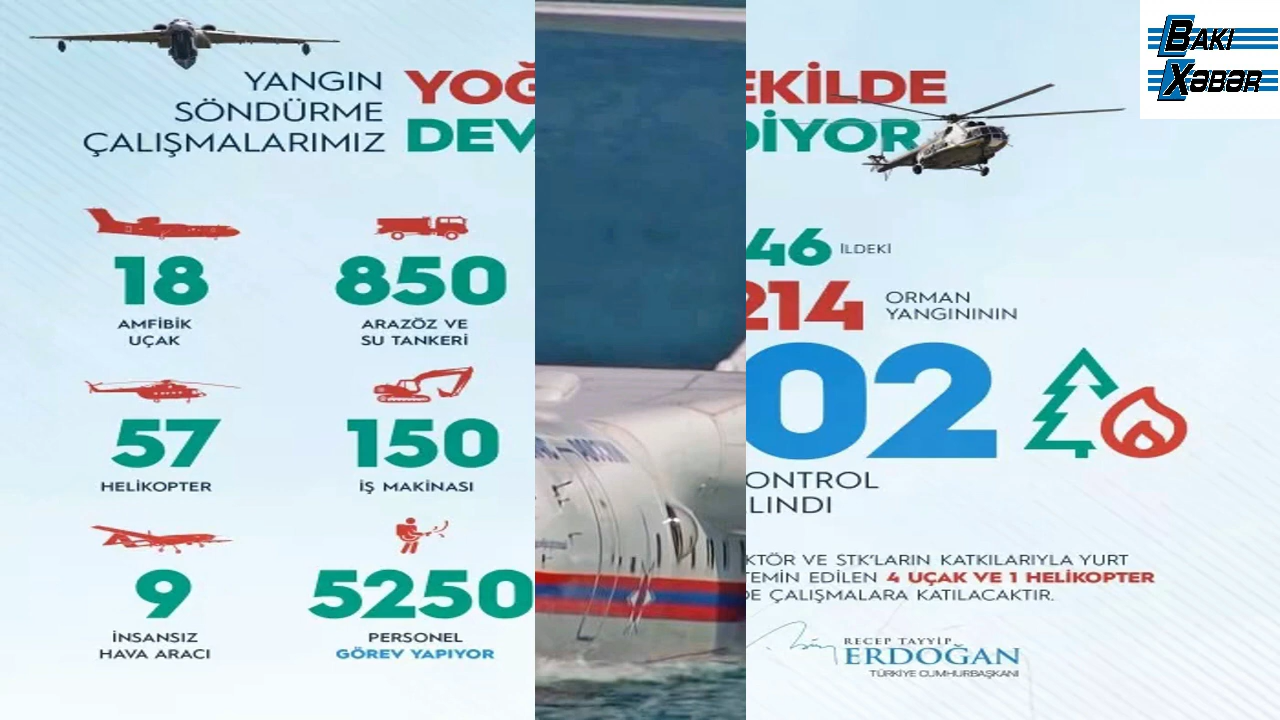 BAKI
XƏBƏR
YANGIN
SÖNDÜRME
ÇALIŞMALARIMIZ
YOĞ
DEV
EKİLDE
DİYOR
18
AMFİBİK
UÇAK
850
ARAZÖZ VE
SU TANKERİ
57
HELİKOPTER
150
İŞ MAKİNASI
9
İNSANSIZ
HAVA ARACI
5250
PERSONEL
GÖREV YAPIYOR
46 İLDEKİ
214 ORMAN
YANGINININ
02
ONTROL
LINDI
KTÖR VE STK'LARIN KATKILARIYLA YURT
TEMİN EDİLEN 4 UÇAK VE 1 HELİKOPTER
DE ÇALIŞMALARA KATILACAKTIR.
RECEP TAYYİP
ERDOĞAN
TÜRKİYE CUMHURBAŞKANI